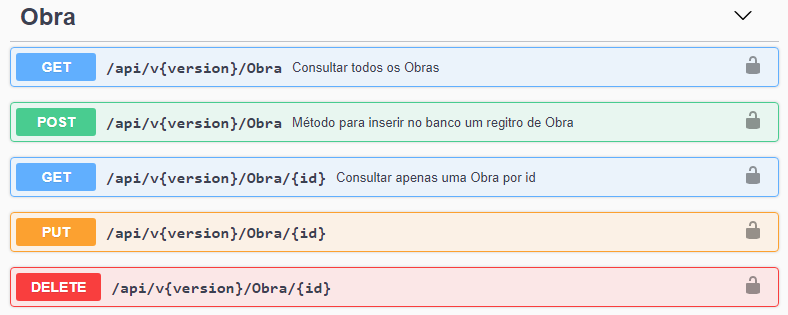 Obra
GET /api/v{version}/Obra Consultar todos os Obras
POST /api/v{version}/Obra Método para inserir no banco um regitro de Obra
GET /api/v{version}/Obra/{id} Consultar apenas uma Obra por id
PUT /api/v{version}/Obra/{id}
DELETE /api/v{version}/Obra/{id}